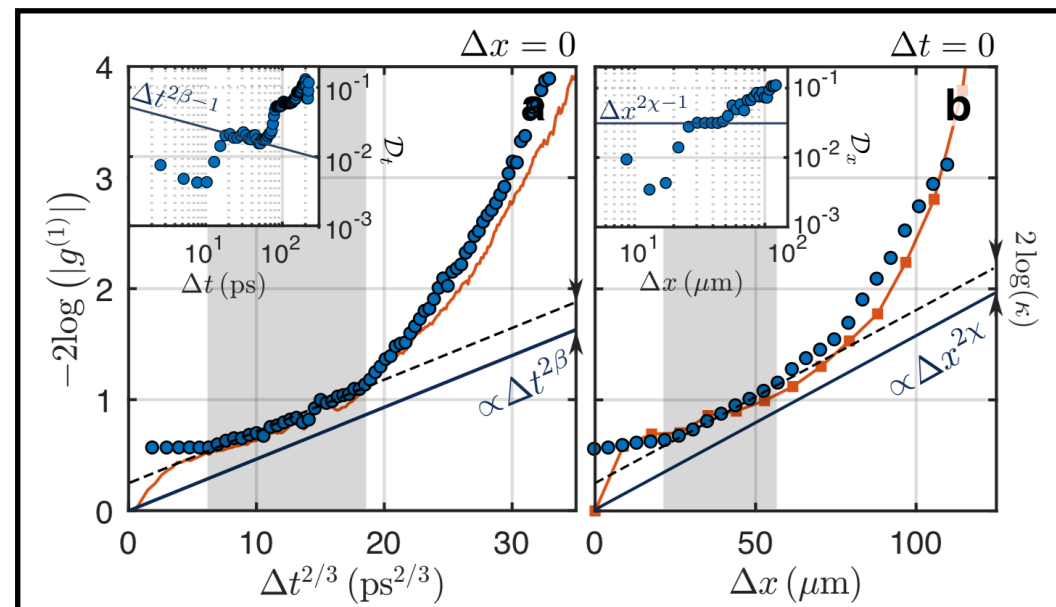 Δx = 0
Δt = 0
−2log (|g^(1)|)
4
3
2
1
0
0
10
20
30
Δt^2/3 (ps^2/3)
a
∝Δt^2β
Δt^2β−1
10^-1
10^-2
10^-3
D_t
10^1
10^2
Δt (ps)
b
∝Δx^2χ
Δx^2χ−1
10^-1
10^-2
10^-3
D_x
10^1
10^2
Δx (μm)
0
50
100
Δx (μm)
2 log(κ)